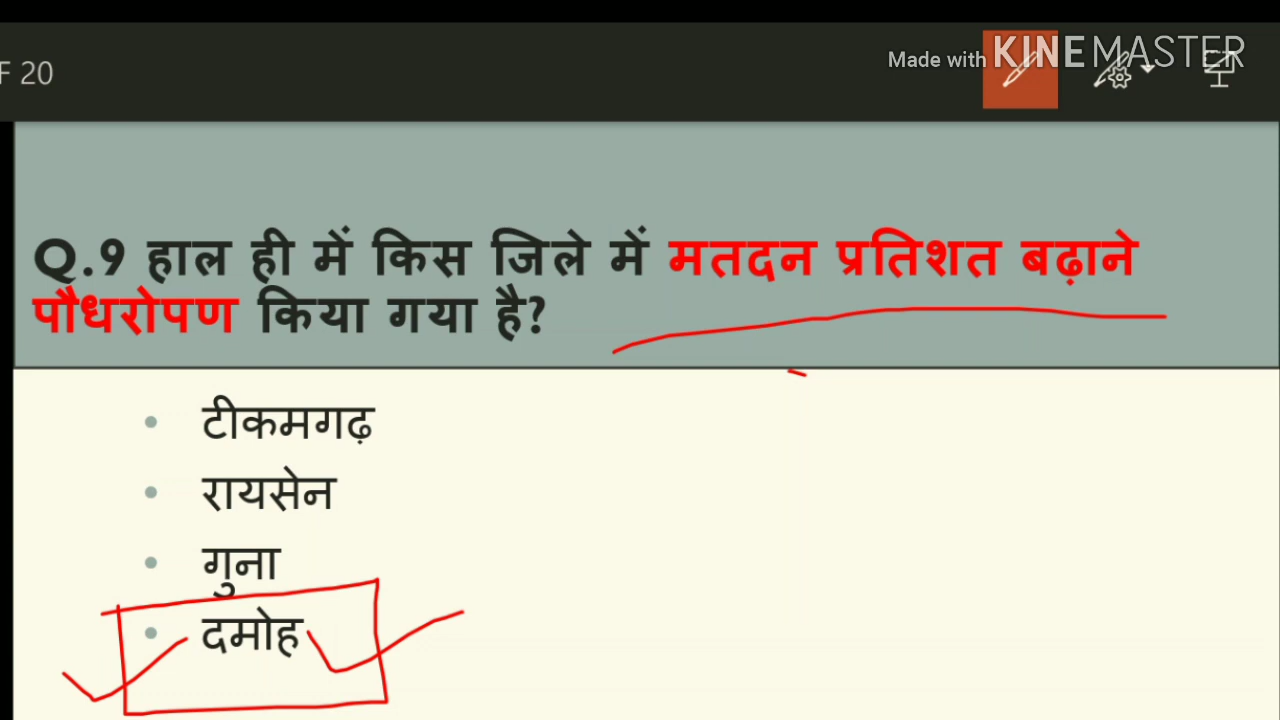 F 20
Made with KINEMASTER
Q.9 हाल ही में किस जिले में मतदन प्रतिशत बढ़ाने
पौधरोपण किया गया है?
• टीकमगढ़
• रायसेन
• गुना
• दमोह